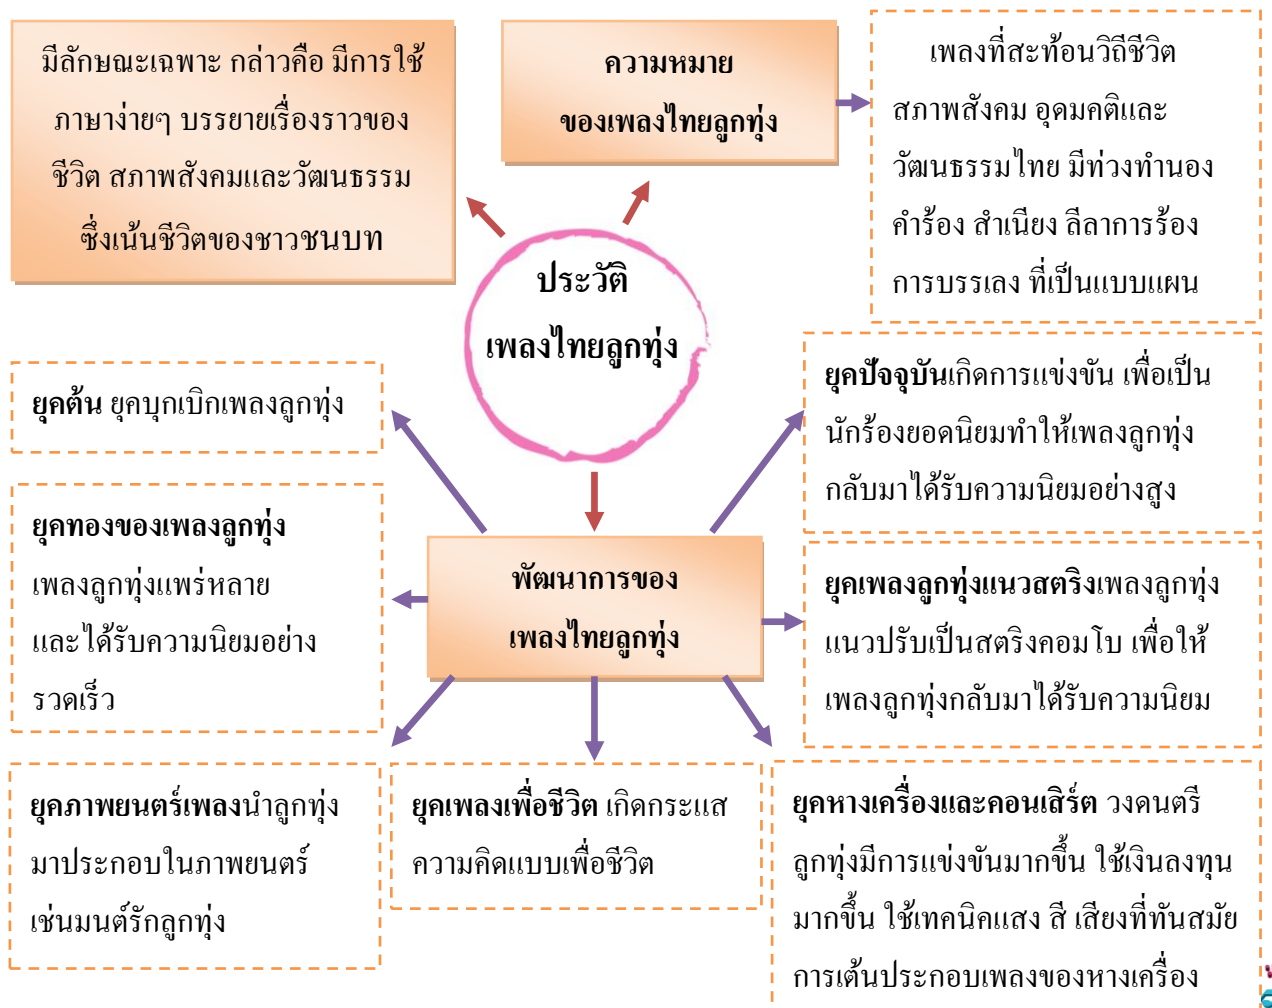 มีลักษณะเฉพาะ กล่าวคือ มีการใช้
ภาษาง่ายๆ บรรยายเรื่องราวของ
ชีวิต สภาพสังคมและวัฒนธรรม
ซึ่งเน้นชีวิตของชาวชนบท
ความหมาย
ของเพลงไทยลูกทุ่ง
เพลงที่สะท้อนวิถีชีวิต
สภาพสังคม อุดมคติและ
วัฒนธรรมไทย มีท่วงทำนอง
คำร้อง สำเนียง ลีลาการร้อง
การบรรเลง ที่เป็นแบบแผน
ประวัติ
เพลงไทยลูกทุ่ง
ยุคต้น ยุคบุกเบิกเพลงลูกทุ่ง
ยุคทองของเพลงลูกทุ่ง
เพลงลูกทุ่งแพร่หลาย
และได้รับความนิยมอย่าง
รวดเร็ว
พัฒนาการของ
เพลงไทยลูกทุ่ง
ยุคปัจจุบันเกิดการแข่งขัน เพื่อเป็น
นักร้องยอดนิยมทำให้เพลงลูกทุ่ง
กลับมาได้รับความนิยมอย่างสูง
ยุคเพลงลูกทุ่งแนวสตริงเพลงลูกทุ่ง
แนวปรับเป็นสตริงคอมโบ เพื่อให้
เพลงลูกทุ่งกลับมาได้รับความนิยม
ยุคภาพยนตร์เพลงนำลูกทุ่ง
มาประกอบในภาพยนตร์
เช่นมนต์รักลูกทุ่ง
ยุคเพลงเพื่อชีวิต เกิดกระแส
ความคิดแบบเพื่อชีวิต
ยุคหางเครื่องและคอนเสิร์ต วงดนตรี
ลูกทุ่งมีการแข่งขันมากขึ้น ใช้เงินลงทุน
มากขึ้น ใช้เทคนิคแสง สี เสียงที่ทันสมัย
การเต้นประกอบเพลงของหางเครื่อง